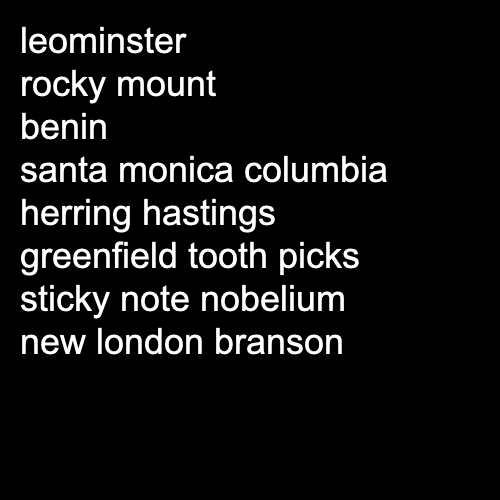 leominster
rocky mount
benin
santa monica columbia
herring hastings
greenfield tooth picks
sticky note nobelium
new london branson